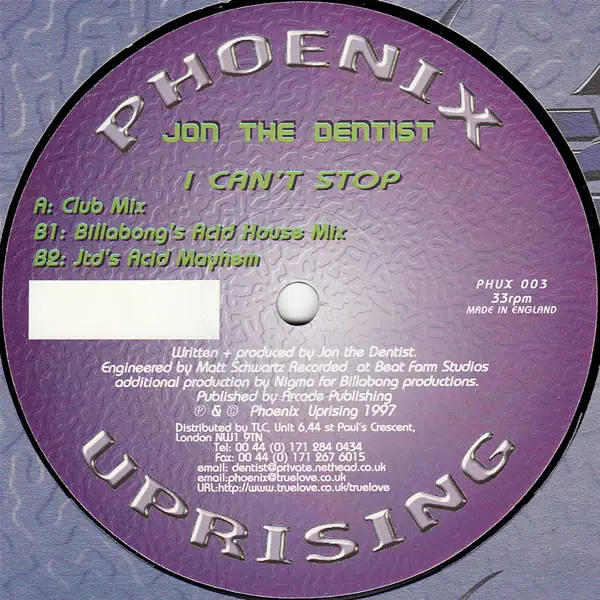 PHOENIX
JON THE DENTIST
I CAN'T STOP
A: Club Mix
B1: Billabong's Acid House Mix
B2: Jtd's Acid Mayhem
PHUX 003
33rpm
MADE IN ENGLAND
Written + produced by Jon the Dentist.
Engineered by Matt Schwartz Recorded at Beat Farm Studios
additional production by Nigma for Billabong productions.
Published by Arcade Publishing
℗ & © Phoenix Uprising 1997
Distributed by TLC, Unit 6,44 st Paul's Crescent,
London NW1 9TN
Tel: 00 44 (0) 171 284 0434
Fax: 00 44 (0) 171 267 6015
email: dentist@private.nethead.co.uk
email:phoenix@truelove.co.uk
URL:http://www.truelove.co.uk/truelove
UPRISING